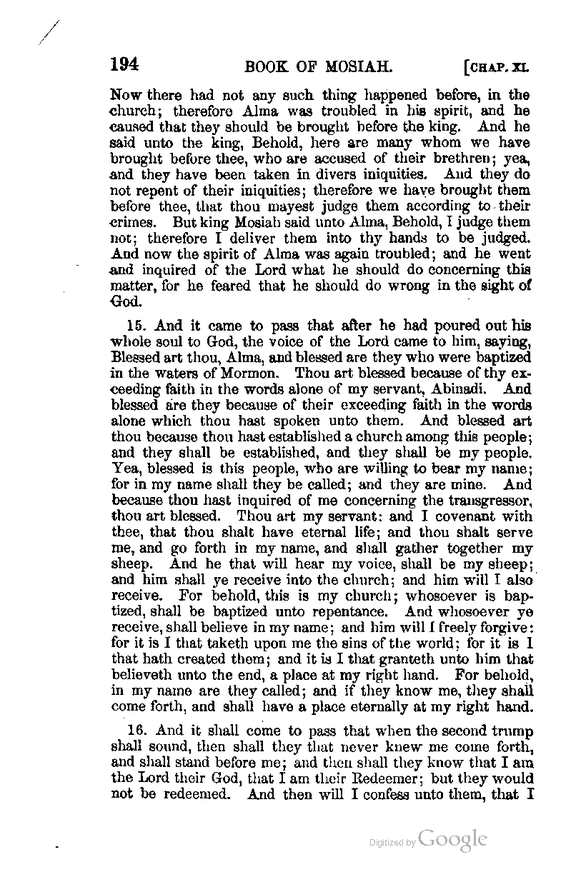 194 BOOK OF MOSIAH. [CHAP. XI.
Now there had not any such thing happened before, in the
church; therefore Alma was troubled in his spirit, and he
caused that they should be brought before the king. And he
said unto the king, Behold, here are many whom we have
brought before thee, who are accused of their brethren; yea,
and they have been taken in divers iniquities. And they do
not repent of their iniquities; therefore we have brought them
before thee, that thou mayest judge them according to their
crimes. But king Mosiah said unto Alma, Behold, I judge them
not; therefore I deliver them into thy hands to be judged.
And now the spirit of Alma was again troubled; and he went
and inquired of the Lord what he should do concerning this
matter, for he feared that he should do wrong in the sight of
God.
15. And it came to pass that after he had poured out his
whole soul to God, the voice of the Lord came to him, saying,
Blessed art thou, Alma, and blessed are they who were baptized
in the waters of Mormon. Thou art blessed because of thy ex-
ceeding faith in the words alone of my servant, Abinadi. And
blessed are they because of their exceeding faith in the words
alone which thou hast spoken unto them. And blessed art
thou because thou hast established a church among this people;
and they shall be established, and they shall be my people.
Yea, blessed is this people, who are willing to bear my name;
for in my name shall they be called; and they are mine. And
because thou hast inquired of me concerning the transgressor,
thou art blessed. Thou art my servant: and I covenant with
thee, that thou shalt have eternal life; and thou shalt serve
me, and go forth in my name, and shall gather together my
sheep. And he that will hear my voice, shall be my sheep;
and him shall ye receive into the church; and him will I also
receive. For behold, this is my church; whosoever is bap-
tized, shall be baptized unto repentance. And whosoever ye
receive, shall believe in my name; and him will I freely forgive:
for it is I that taketh upon me the sins of the world; for it is I
that hath created them; and it is I that granteth unto him that
believeth unto the end, a place at my right hand. For behold,
in my name are they called; and if they know me, they shall
come forth, and shall have a place eternally at my right hand.
16. And it shall come to pass that when the second trump
shall sound, then shall they that never knew me come forth,
and shall stand before me; and then shall they know that I am
the Lord their God, that I am their Redeemer; but they would
not be redeemed. And then will I confess unto them, that I
Digitized by Google